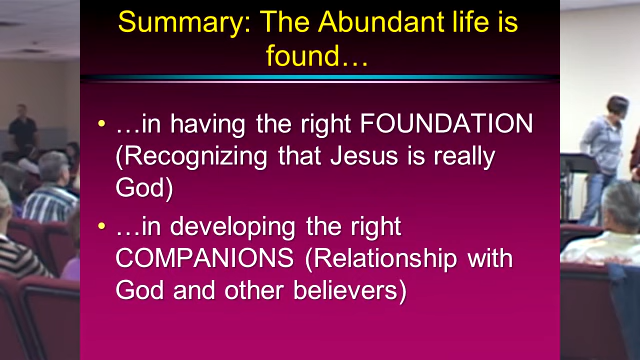 Summary: The Abundant life is
found…
• …in having the right FOUNDATION
(Recognizing that Jesus is really
God)
• …in developing the right
COMPANIONS (Relationship with
God and other believers)